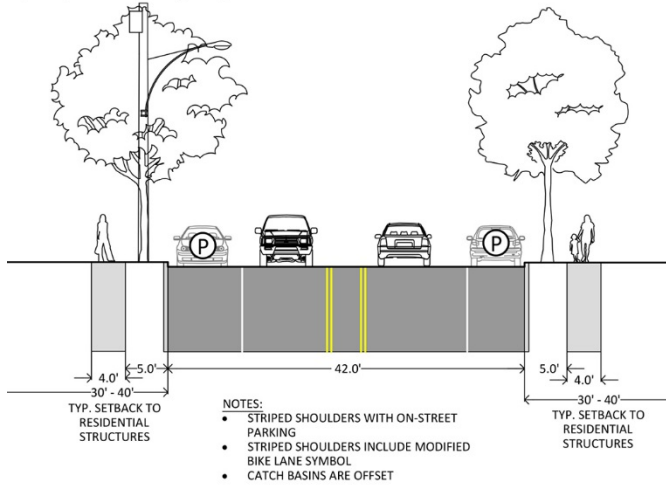 P
P
4.0'
5.0'
42.0'
5.0'
4.0'
30' - 40'
30' - 40'
TYP. SETBACK TO
RESIDENTIAL
STRUCTURES
NOTES:
• STRIPED SHOULDERS WITH ON-STREET
PARKING
• STRIPED SHOULDERS INCLUDE MODIFIED
BIKE LANE SYMBOL
• CATCH BASINS ARE OFFSET
TYP. SETBACK TO
RESIDENTIAL
STRUCTURES